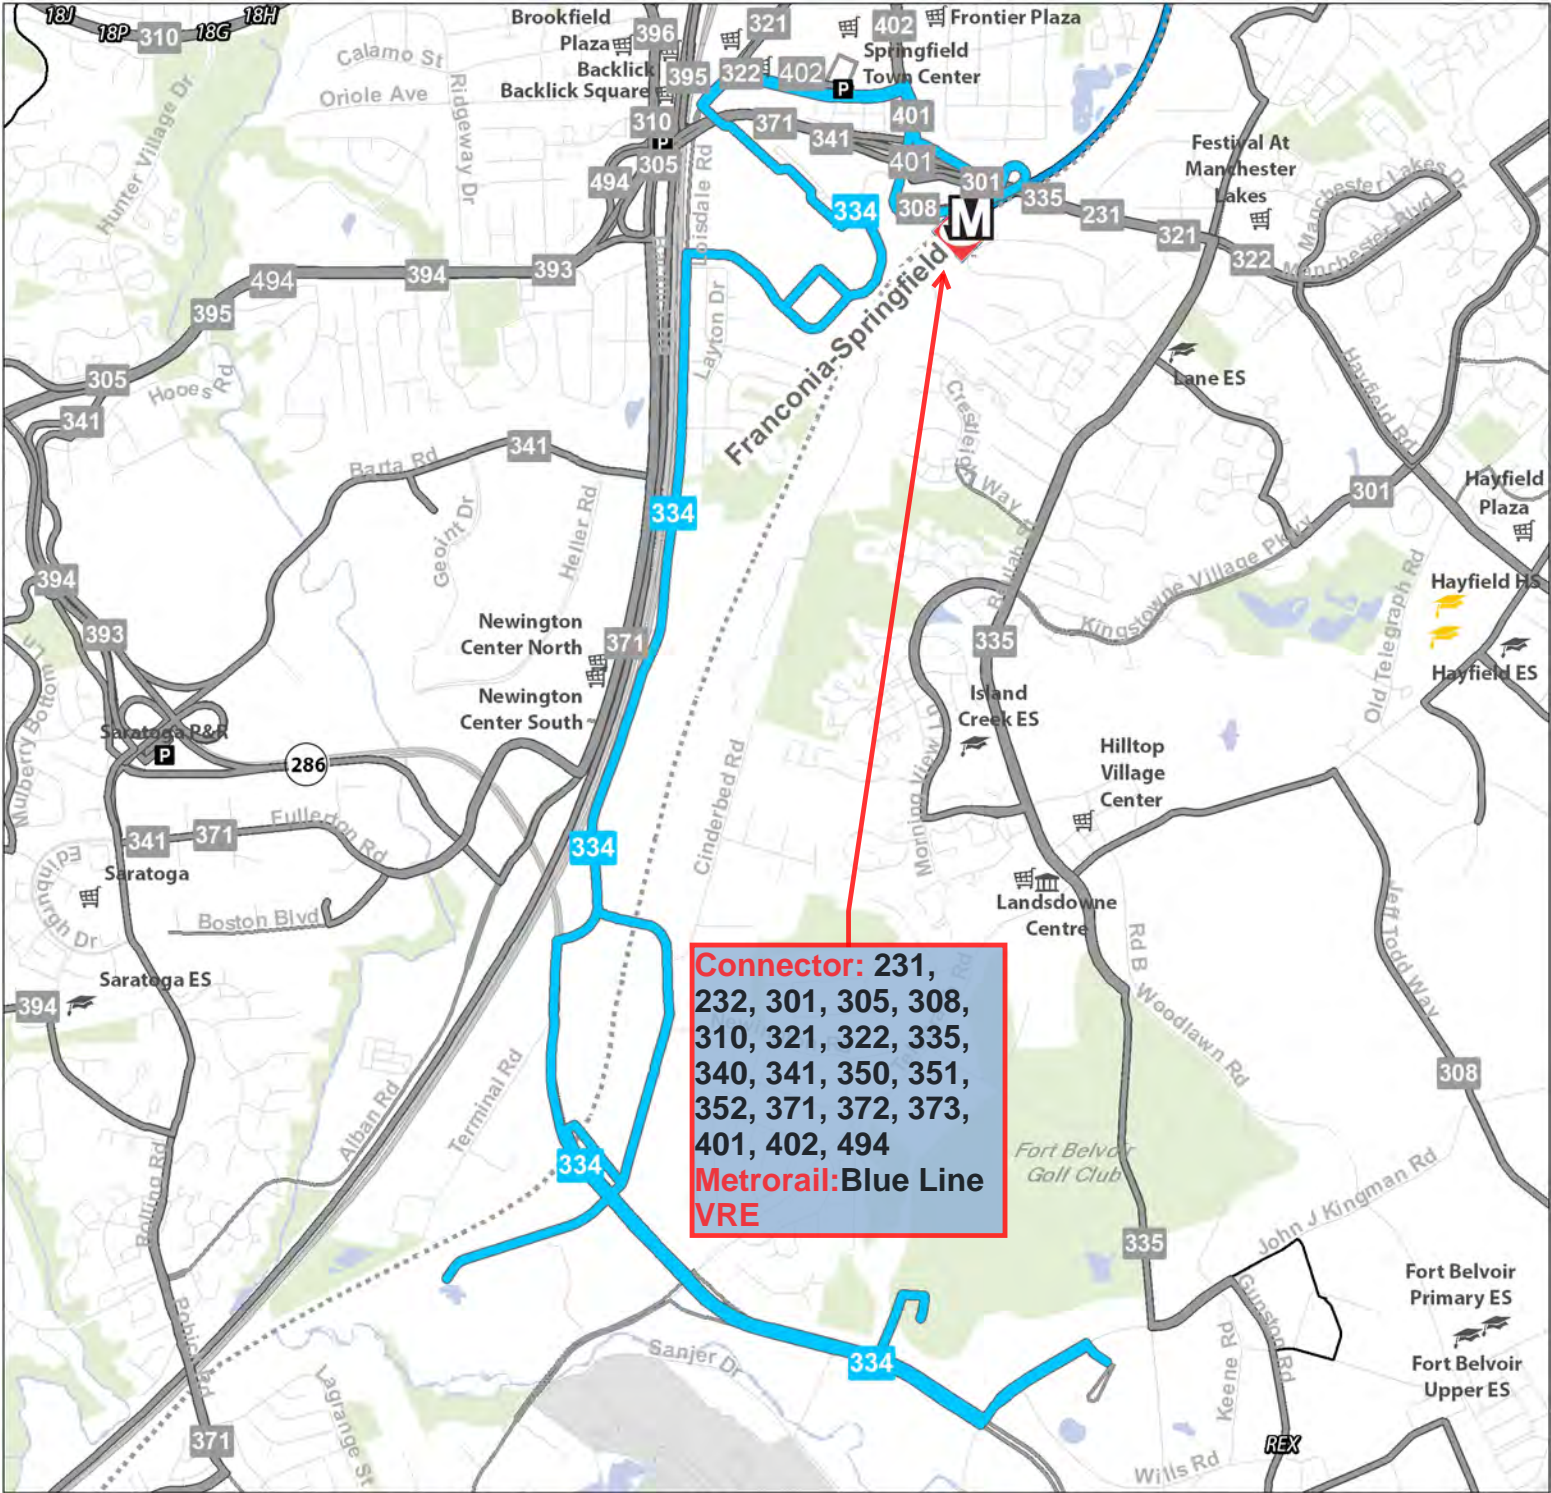 18J
18P
310
18G
18H
Brookfield
Plaza
396
321
402
Frontier Plaza
Calamo St
Backlick
Backlick Square
395
322
402
Springfield
Town Center
P
Oriole Ave
Ridgeway Dr
Hunter Village Dr
310
P
305
494
371
341
401
401
301
308
M
335
231
321
322
Festival At
Manchester
Lakes
Manchester Lakes Dr
Manchester Blvd
Loisdale Rd
334
494
394
393
395
Layton Dr
Franconia-Springfield
305
Hooes Rd
341
Barta Rd
341
Geoint Dr
Heller Rd
334
Lane ES
Hayfield Rd
301
Hayfield
Plaza
394
393
Newington
Center North
371
Newington
Center South
Kingstowne Village Pkwy
335
Island
Creek ES
Old Telegraph Rd
Hayfield HS
Hayfield ES
Mulberry Bottom Ln
Saratoga P&R
P
286
Fullerton Rd
341
371
Saratoga
Edinburgh Dr
Boston Blvd
334
Cinderbed Rd
Morning View Ln
Hilltop
Village
Center
Landsdowne
Centre
Jeff Todd Way
Saratoga ES
394
Connector: 231,
232, 301, 305, 308,
310, 321, 322, 335,
340, 341, 350, 351,
352, 371, 372, 373,
401, 402, 494
Metrorail:Blue Line
VRE
Rd B
Woodlawn Rd
308
Alban Rd
Terminal Rd
334
Rolling Rd
Fort Belvoir
Golf Club
335
John J Kingman Rd
Gunston Rd
Keene Rd
Fort Belvoir
Primary ES
Fort Belvoir
Upper ES
Sanjer Dr
334
Lagrange St
371
REX
Wills Rd